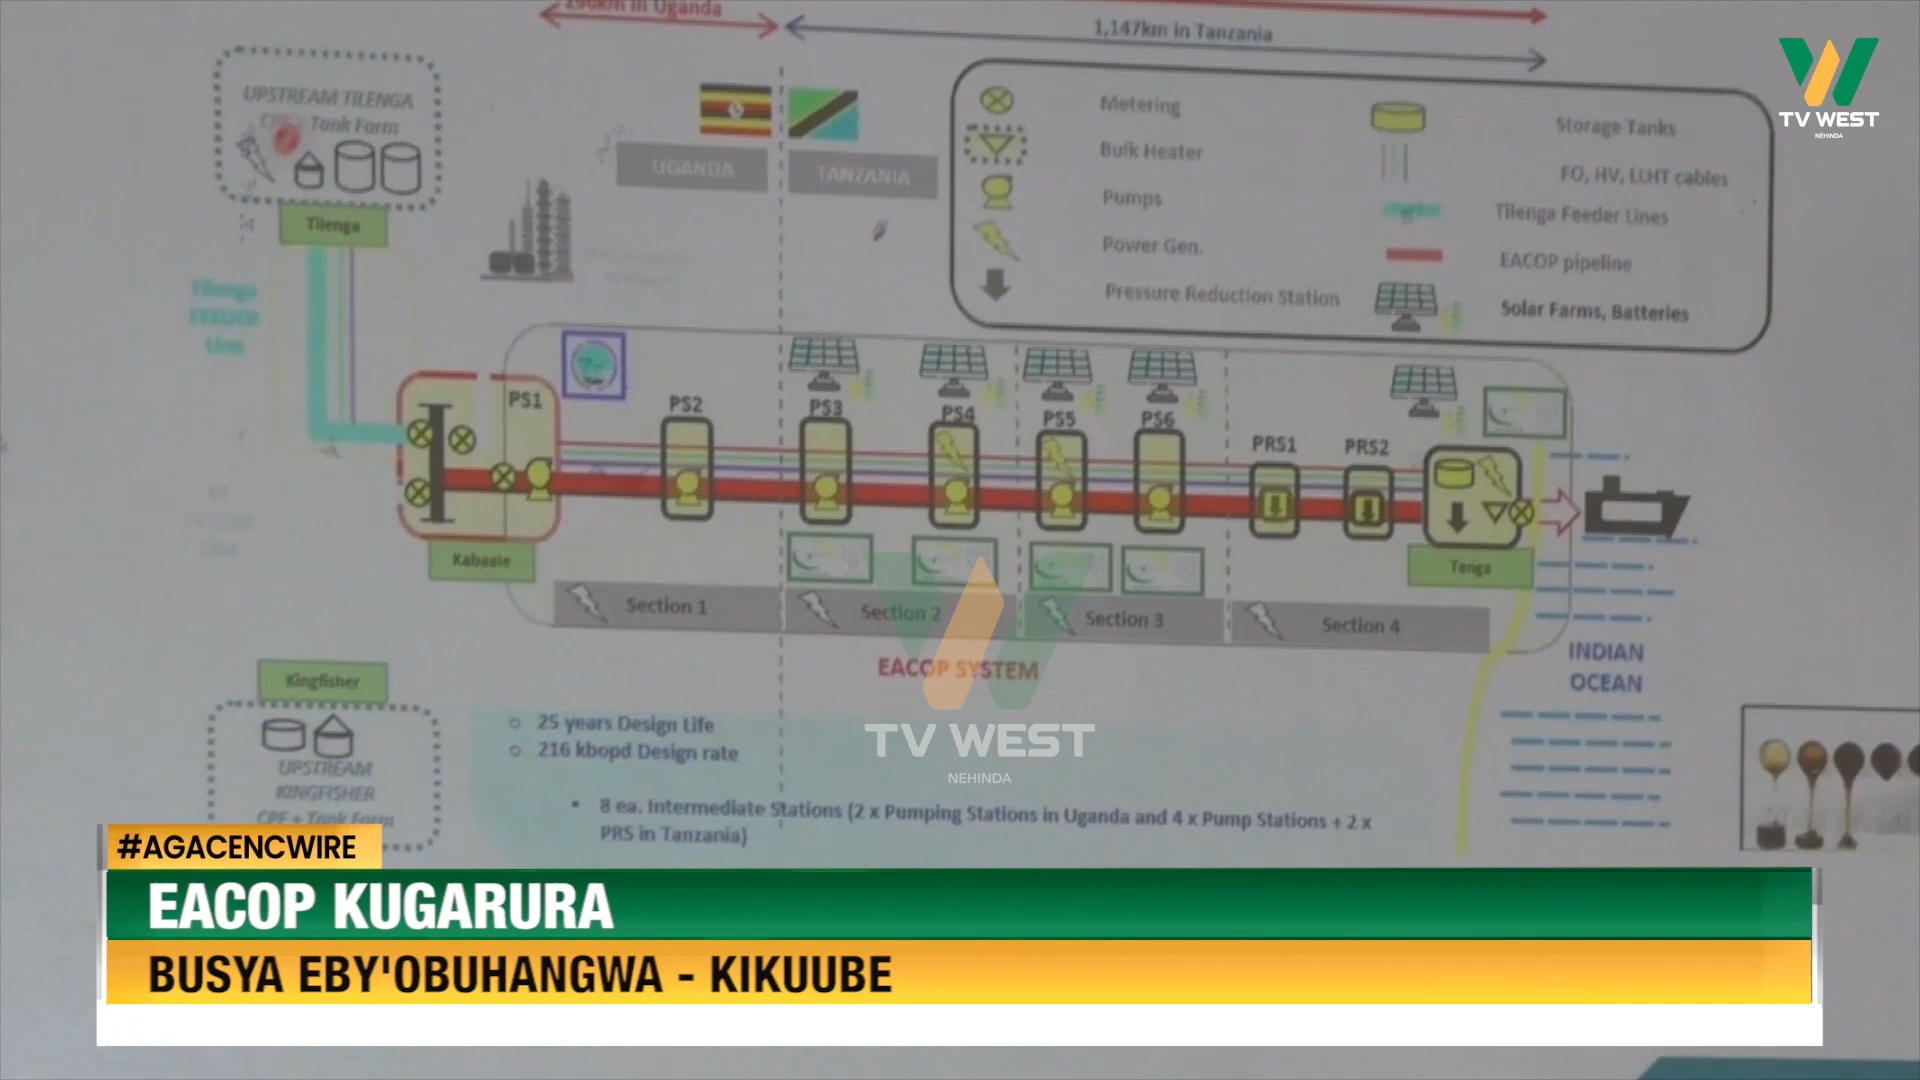 296km in Uganda
1,147km in Tanzania
TV WEST
NEHINDA
UPSTREAM TILENGA
Tank Farm
Tilenga
UGANDA
TANZANIA
Metering
Bulk Heater
Pumps
Power Gen.
Pressure Reduction Station
Storage Tanks
FO, HV, LLHT cables
Tilenga Feeder Lines
EACOP pipeline
Solar Farms, Batteries
Tilenga
FEEDER
Line
PS1
PS2
PS3
PS4
PS5
PS6
PRS1
PRS2
Kabaale
Tanga
Section 1
Section 2
Section 3
Section 4
EACOP SYSTEM
INDIAN
OCEAN
Kingfisher
UPSTREAM
KINGFISHER
CPF + Tank Farm
25 years Design Life
216 kbopd Design rate
8 ea. Intermediate Stations (2 x Pumping Stations in Uganda and 4 x Pump Stations + 2 x
PRS in Tanzania)
TV WEST
NEHINDA
#AGACENCWIRE
EACOP KUGARURA
BUSYA EBY'OBUHANGWA - KIKUUBE